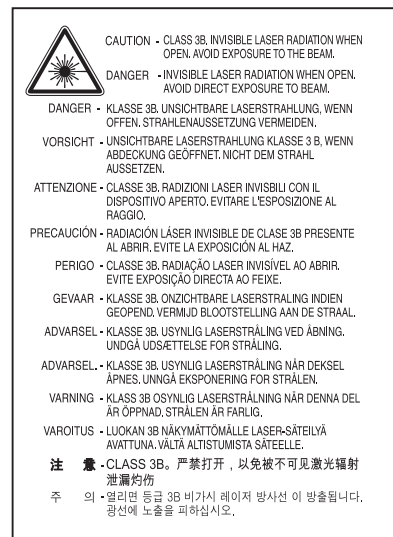 CAUTION - CLASS 3B. INVISIBLE LASER RADIATION WHEN
OPEN. AVOID EXPOSURE TO THE BEAM.
DANGER - INVISIBLE LASER RADIATION WHEN OPEN.
AVOID DIRECT EXPOSURE TO BEAM.
DANGER - KLASSE 3B. UNSICHTBARE LASERSTRAHLUNG, WENN
OFFEN. STRAHLENAUSSETZUNG VERMEIDEN.
VORSICHT - UNSICHTBARE LASERSTRAHLUNG KLASSE 3 B, WENN
ABDECKUNG GEÖFFNET. NICHT DEM STRAHL
AUSSETZEN.
ATTENZIONE - CLASSE 3B. RADIZIONI LASER INVISBILI CON IL
DISPOSITIVO APERTO. EVITARE L'ESPOSIZIONE AL
RAGGIO.
PRECAUCIÓN - RADIACIÓN LÁSER INVISIBLE DE CLASE 3B PRESENTE
AL ABRIR. EVITE LA EXPOSICIÓN AL HAZ.
PERIGO - CLASSE 3B. RADIAÇÃO LASER INVISÍVEL AO ABRIR.
EVITE EXPOSIÇÃO DIRECTA AO FEIXE.
GEVAAR - KLASSE 3B. ONZICHTBARE LASERSTRALING INDIEN
GEOPEND. VERMIJD BLOOTSTELLING AAN DE STRAAL.
ADVARSEL - KLASSE 3B. USYNLIG LASERSTRÅLING VED ÅBNING.
UNDGÅ UDSÆTTELSE FOR STRÅLING.
ADVARSEL. - KLASSE 3B. USYNLIG LASERSTRÅLING NÅR DEKSEL
ÅPNES. UNNGÅ EKSPONERING FOR STRÅLEN.
VARNING - KLASS 3B OSYNLIG LASERSTRÅLNING NÄR DENNA DEL
ÄR ÖPPNAD. STRÅLEN ÄR FARLIG.
VAROITUS - LUOKAN 3B NÄKYMÄTTÖMÄLLE LASER-SÄTEILYÄ
AVATTUNA. VÄLTÄ ALTISTUMISTA SÄTEELLE.
注 意 - CLASS 3B。严禁打开，以免被不可见激光辐射
泄漏灼伤
주 의 - 열리면 등급 3B 비가시 레이저 방사선 이 방출됩니다.
광선에 노출을 피하십시오.